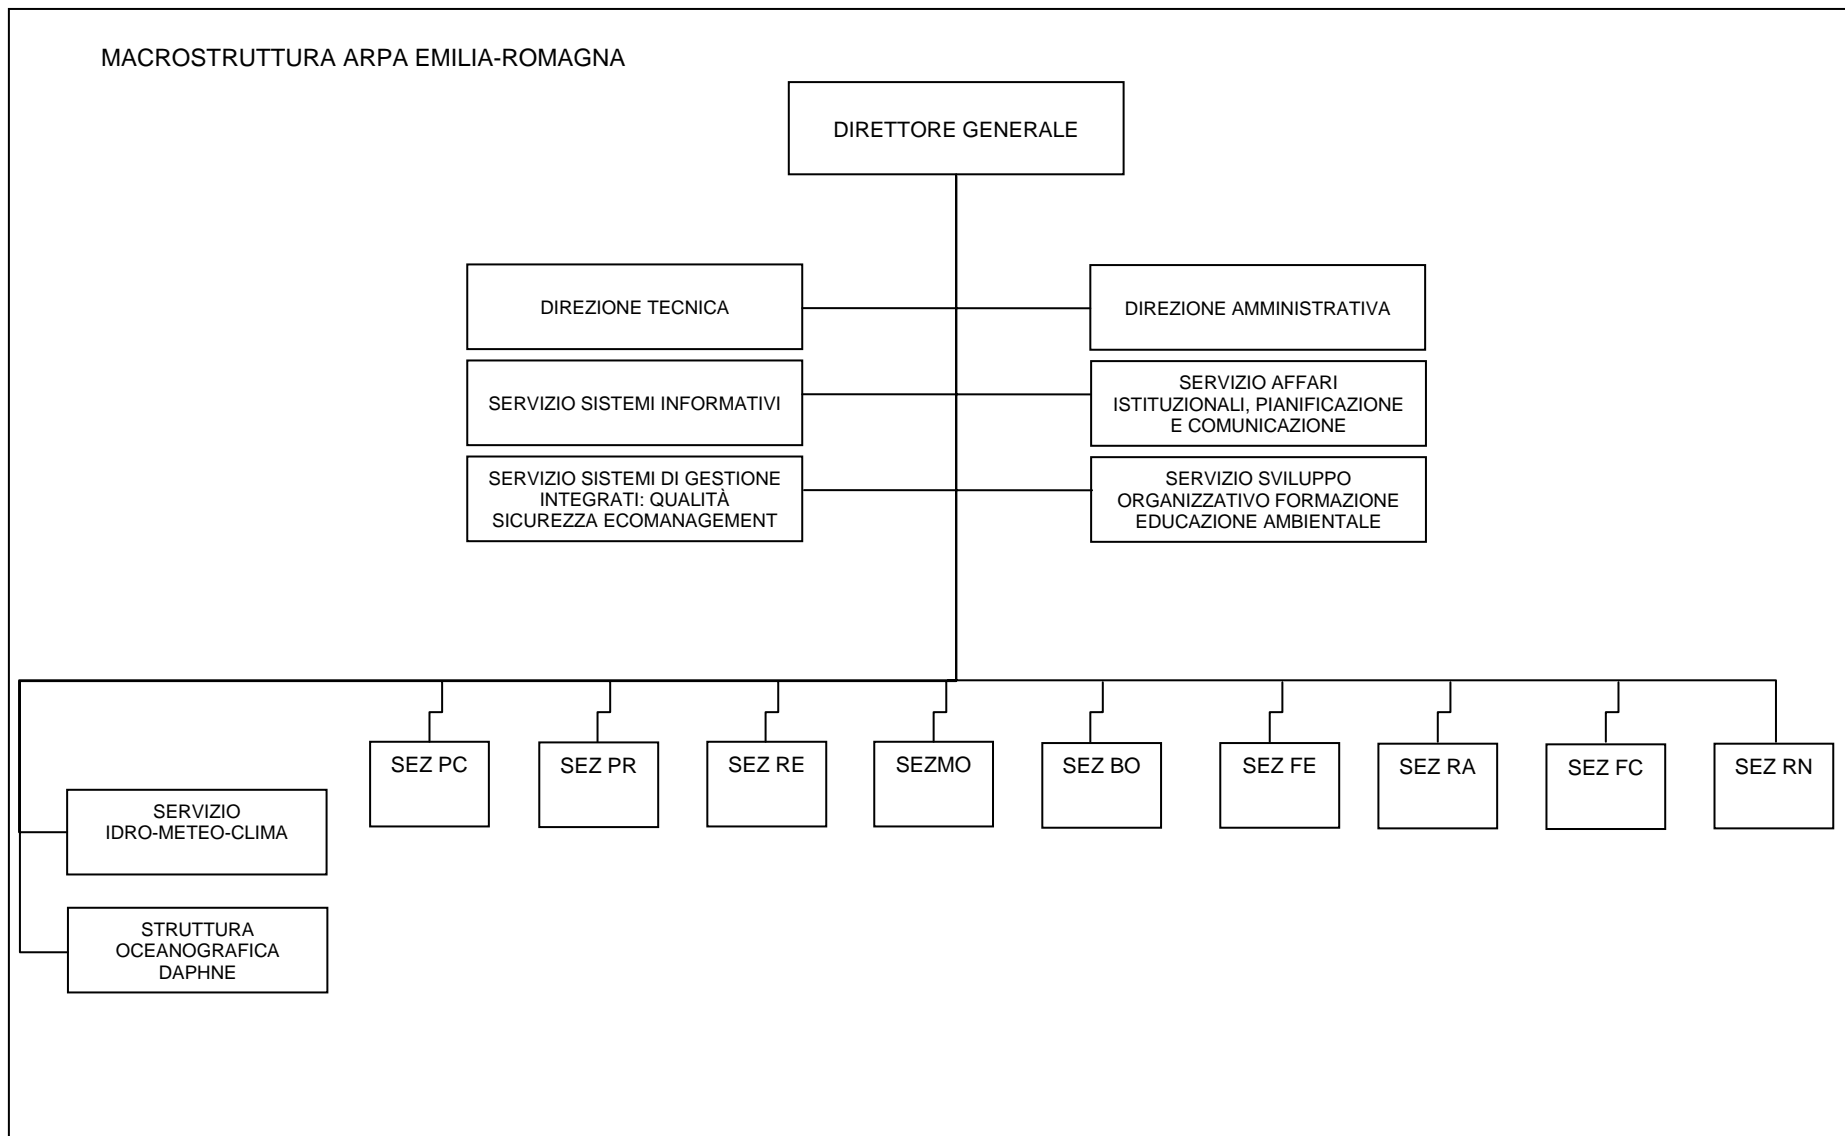 MACROSTRUTTURA ARPA EMILIA-ROMAGNA
DIRETTORE GENERALE
DIREZIONE TECNICA
DIREZIONE AMMINISTRATIVA
SERVIZIO SISTEMI INFORMATIVI
SERVIZIO AFFARI
ISTITUZIONALI, PIANIFICAZIONE
E COMUNICAZIONE
SERVIZIO SISTEMI DI GESTIONE
INTEGRATI: QUALITÀ
SICUREZZA ECOMANAGEMENT
SERVIZIO SVILUPPO
ORGANIZZATIVO FORMAZIONE
EDUCAZIONE AMBIENTALE
SEZ PC
SEZ PR
SEZ RE
SEZMO
SEZ BO
SEZ FE
SEZ RA
SEZ FC
SEZ RN
SERVIZIO
IDRO-METEO-CLIMA
STRUTTURA
OCEANOGRAFICA
DAPHNE